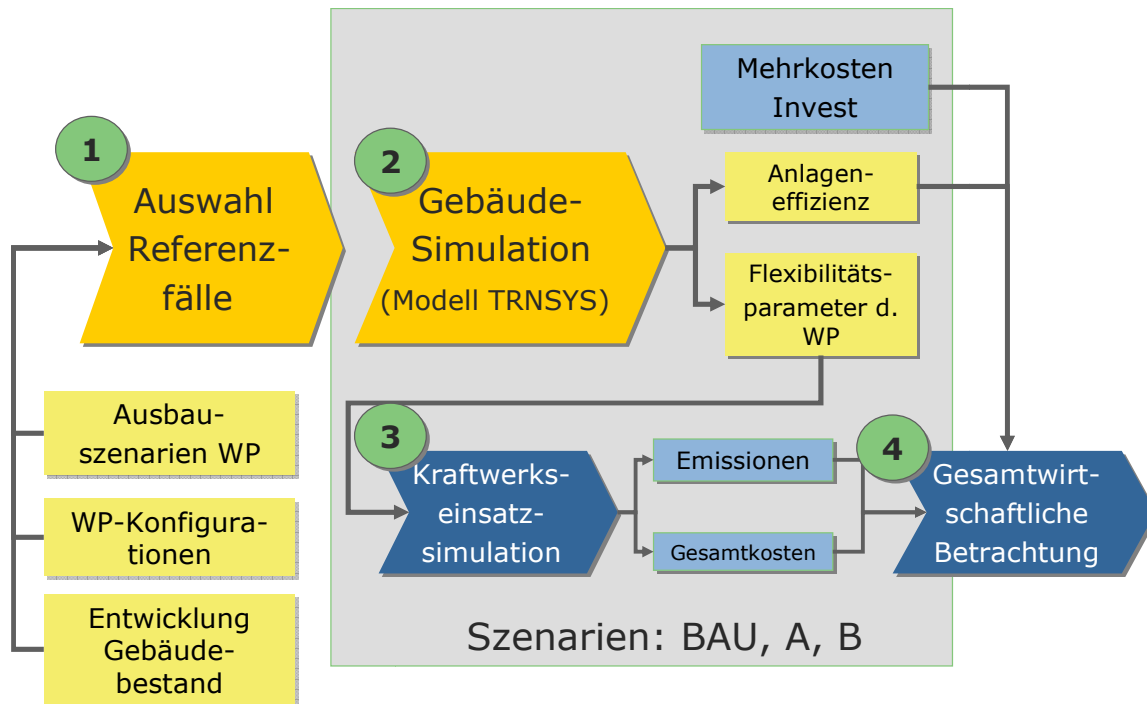 Mehrkosten
Invest
1
Auswahl
Referenz-
fälle
2
Gebäude-
Simulation
(Modell TRNSYS)
Anlagen-
effizienz
Flexibilitäts-
parameter d.
WP
Ausbau-
szenarien WP
WP-Konfigura-
tionen
Entwicklung
Gebäude-
bestand
3
Kraftwerks-
einsatz-
simulation
Emissionen
Gesamtkosten
4
Gesamtwirt-
schaftliche
Betrachtung
Szenarien: BAU, A, B